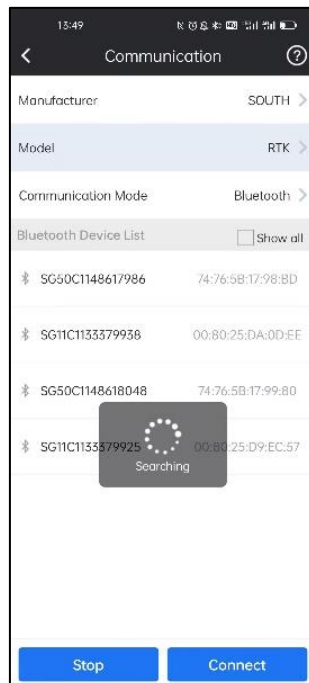 13:49
Communication
Manufacturer SOUTH
Model RTK
Communication Mode Bluetooth
Bluetooth Device List Show all
SG50C1148617986 74:76:5B:17:98:BD
SG11C1133379938 00:80:25:DA:0D:EE
SG50C1148618048 74:76:5B:17:99:80
SG11C1133379925 00:80:25:D9:EC:57
Searching
Stop Connect